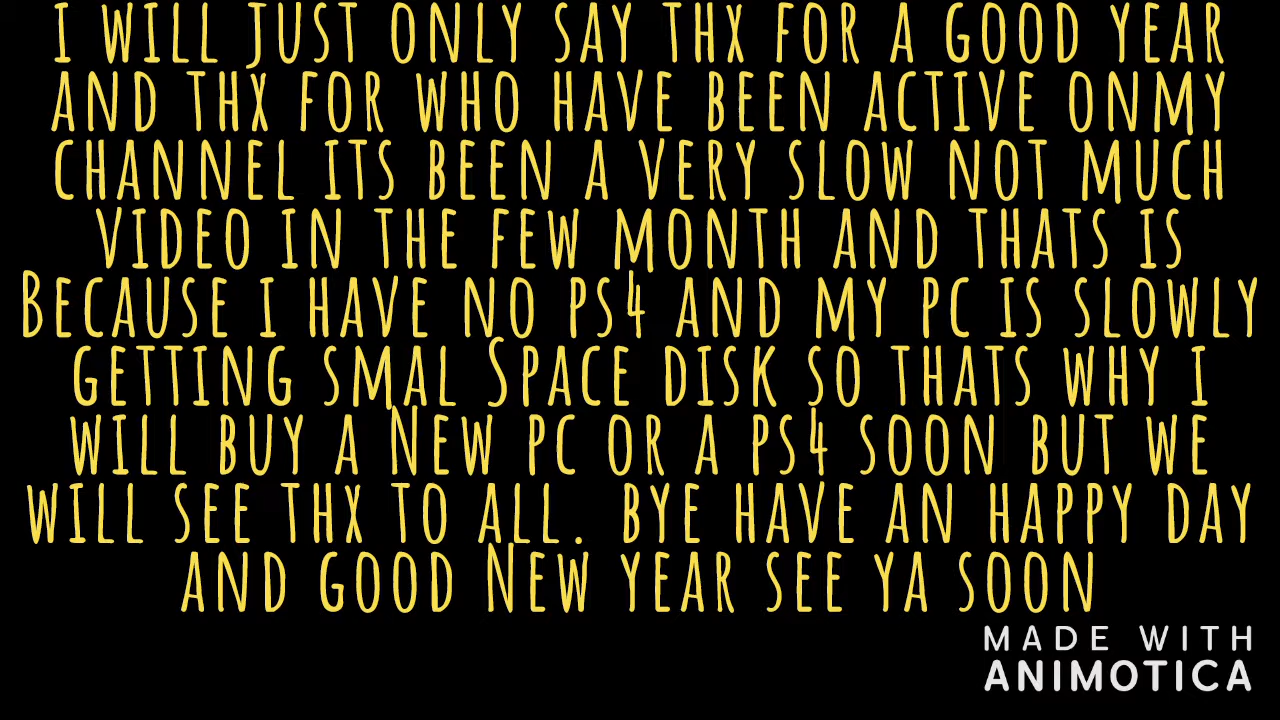 I WILL JUST ONLY SAY THX FOR A GOOD YEAR
AND THX FOR WHO HAVE BEEN ACTIVE ONMY
CHANNEL ITS BEEN A VERY SLOW NOT MUCH
VIDEO IN THE FEW MONTH AND THATS IS
BECAUSE I HAVE NO PS4 AND MY PC IS SLOWLY
GETTING SMAL SPACE DISK SO THATS WHY I
WILL BUY A NEW PC OR A PS4 SOON BUT WE
WILL SEE THX TO ALL. BYE HAVE AN HAPPY DAY
AND GOOD NEW YEAR SEE YA SOON
MADE WITH
ANIMOTICA